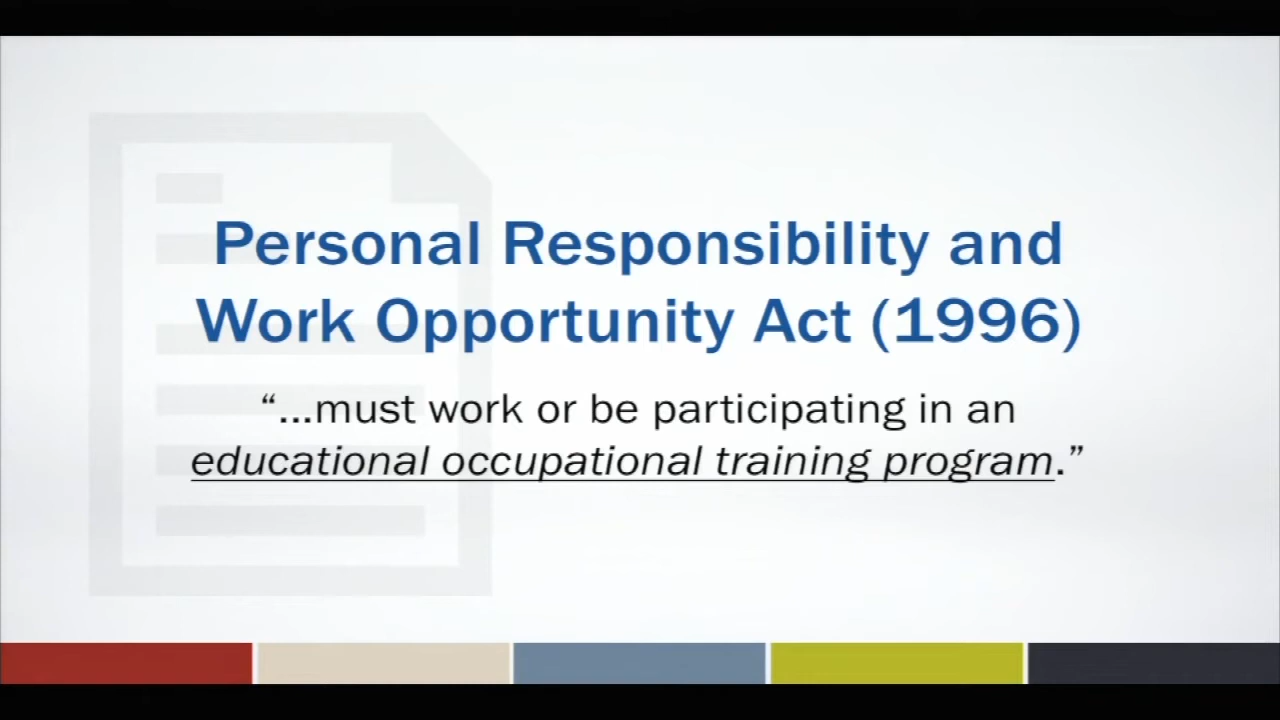 Personal Responsibility and
Work Opportunity Act (1996)
“...must work or be participating in an
educational occupational training program.”